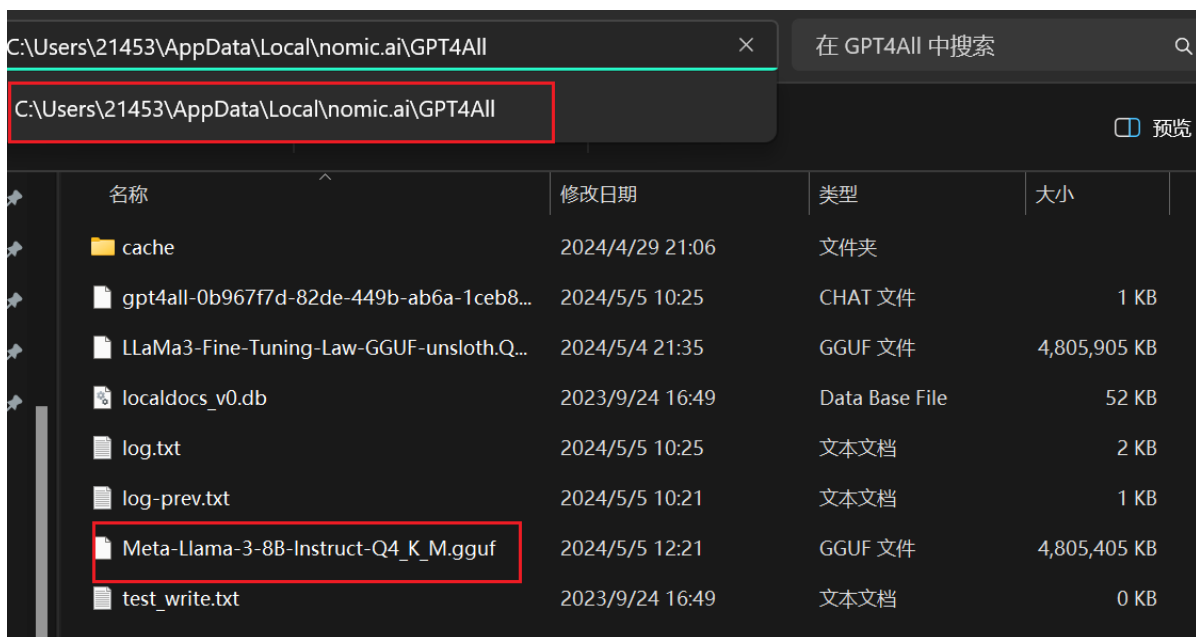 C:\Users\21453\AppData\Local\nomic.ai\GPT4All 在 GPT4All 中搜索
C:\Users\21453\AppData\Local\nomic.ai\GPT4All
预览
名称 修改日期 类型 大小
cache 2024/4/29 21:06 文件夹
gpt4all-0b967f7d-82de-449b-ab6a-1ceb8... 2024/5/5 10:25 CHAT 文件 1 KB
LLaMa3-Fine-Tuning-Law-GGUF-unsloth.Q... 2024/5/4 21:35 GGUF 文件 4,805,905 KB
localdocs_v0.db 2023/9/24 16:49 Data Base File 52 KB
log.txt 2024/5/5 10:25 文本文档 2 KB
log-prev.txt 2024/5/5 10:21 文本文档 1 KB
Meta-Llama-3-8B-Instruct-Q4_K_M.gguf 2024/5/5 12:21 GGUF 文件 4,805,405 KB
test_write.txt 2023/9/24 16:49 文本文档 0 KB